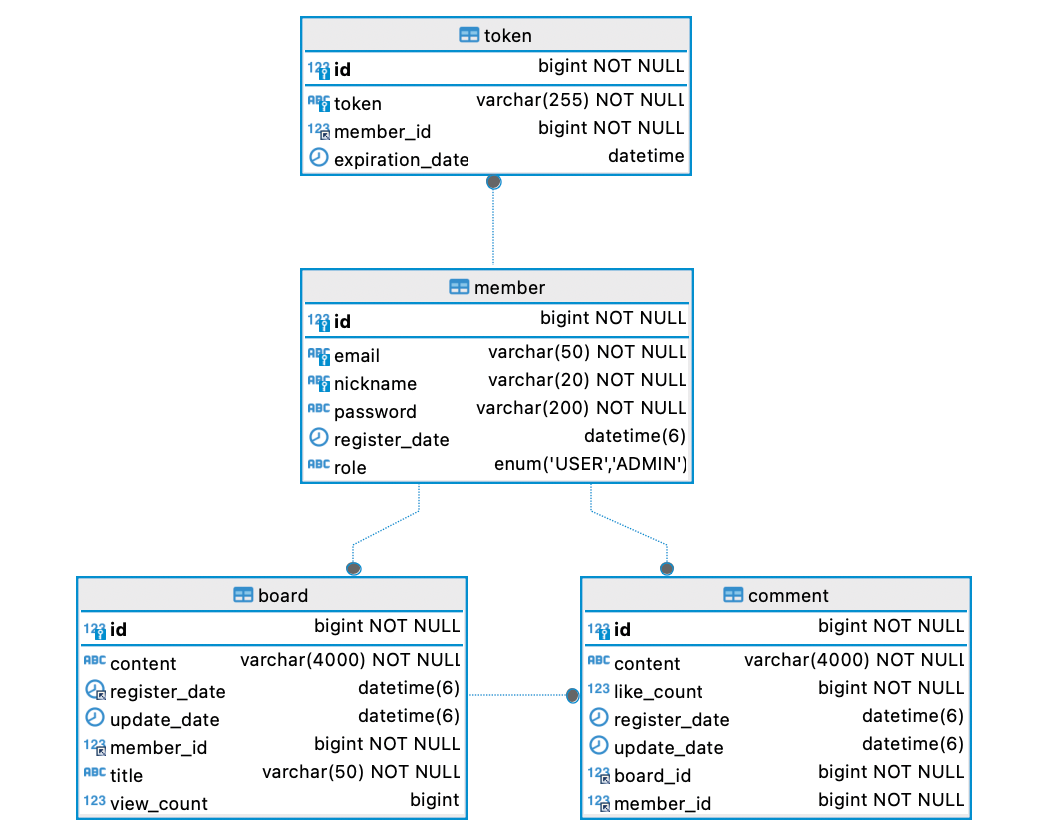 token
id bigint NOT NULL
token varchar(255) NOT NULL
member_id bigint NOT NULL
expiration_date datetime
member
id bigint NOT NULL
email varchar(50) NOT NULL
nickname varchar(20) NOT NULL
password varchar(200) NOT NULL
register_date datetime(6)
role enum('USER','ADMIN')
board
id bigint NOT NULL
content varchar(4000) NOT NULL
register_date datetime(6)
update_date datetime(6)
member_id bigint NOT NULL
title varchar(50) NOT NULL
view_count bigint
comment
id bigint NOT NULL
content varchar(4000) NOT NULL
like_count bigint NOT NULL
register_date datetime(6)
update_date datetime(6)
board_id bigint NOT NULL
member_id bigint NOT NULL